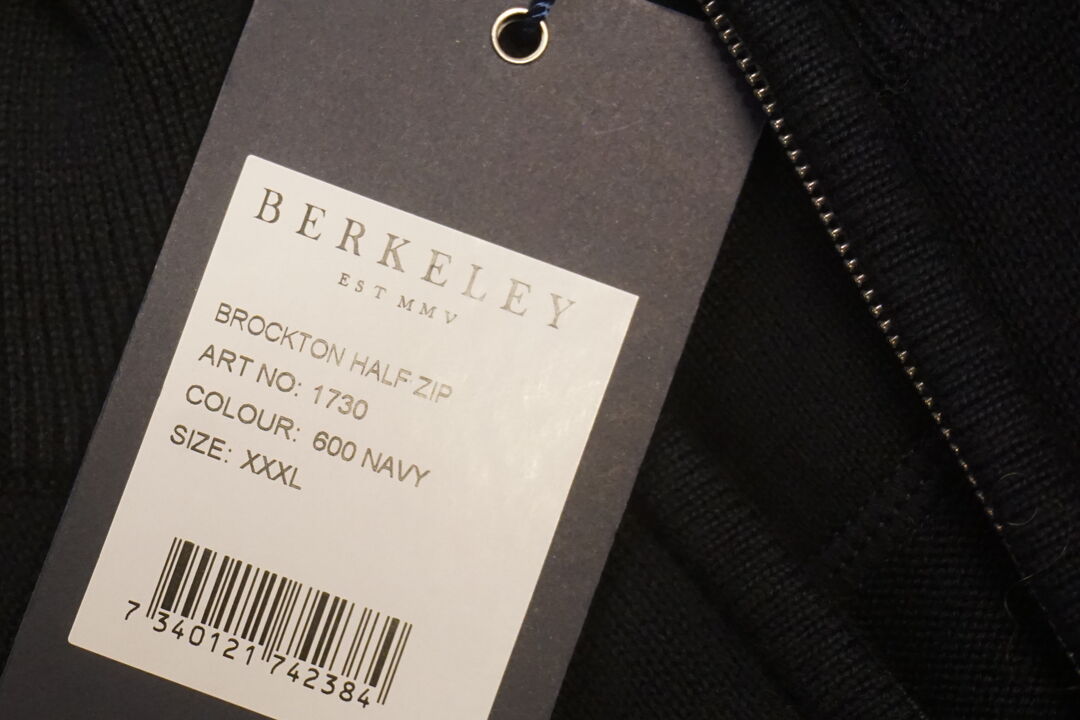 BERKELEY
EST MMV
BROCKTON HALF ZIP
ART NO: 1730
COLOUR: 600 NAVY
SIZE: XXXL
7 340121 742384